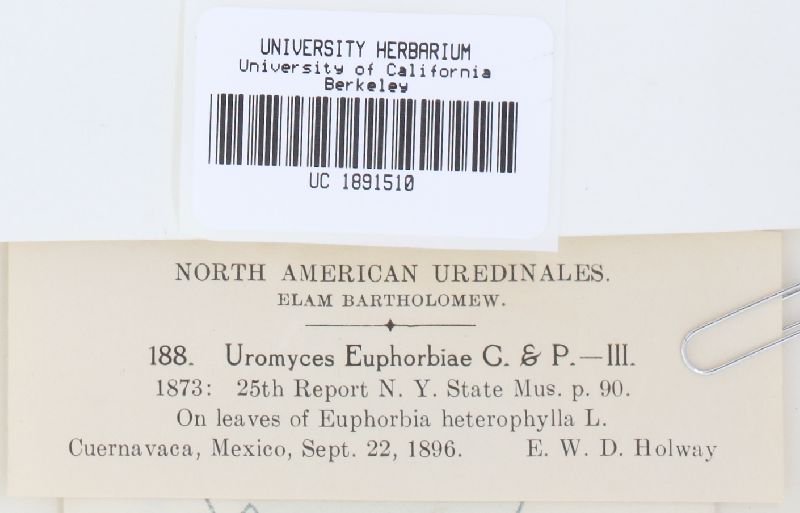 UNIVERSITY HERBARIUM
University of California
Berkeley
UC 1891510
NORTH AMERICAN UREDINALES.
ELAM BARTHOLOMEW.
188. Uromyces Euphorbiae C. & P.—III.
1873: 25th Report N. Y. State Mus. p. 90.
On leaves of Euphorbia heterophylla L.
Cuernavaca, Mexico, Sept. 22, 1896. E. W. D. Holway